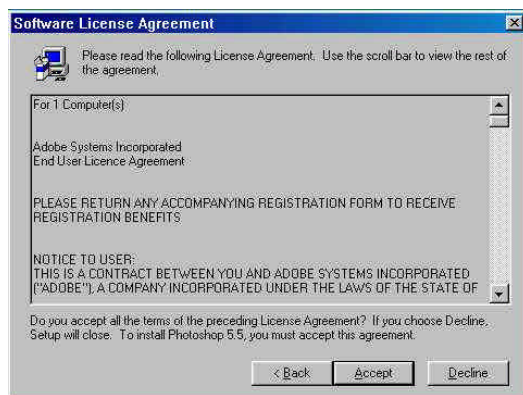 Software License Agreement
Please read the following License Agreement. Use the scroll bar to view the rest of
the agreement.
For 1 Computer(s)
Adobe Systems Incorporated
End User Licence Agreement
PLEASE RETURN ANY ACCOMPANYING REGISTRATION FORM TO RECEIVE
REGISTRATION BENEFITS
NOTICE TO USER:
THIS IS A CONTRACT BETWEEN YOU AND ADOBE SYSTEMS INCORPORATED
("ADOBE"), A COMPANY INCORPORATED UNDER THE LAWS OF THE STATE OF
Do you accept all the terms of the preceding License Agreement? If you choose Decline,
Setup will close. To install Photoshop 5.5, you must accept this agreement.
< Back Accept Decline